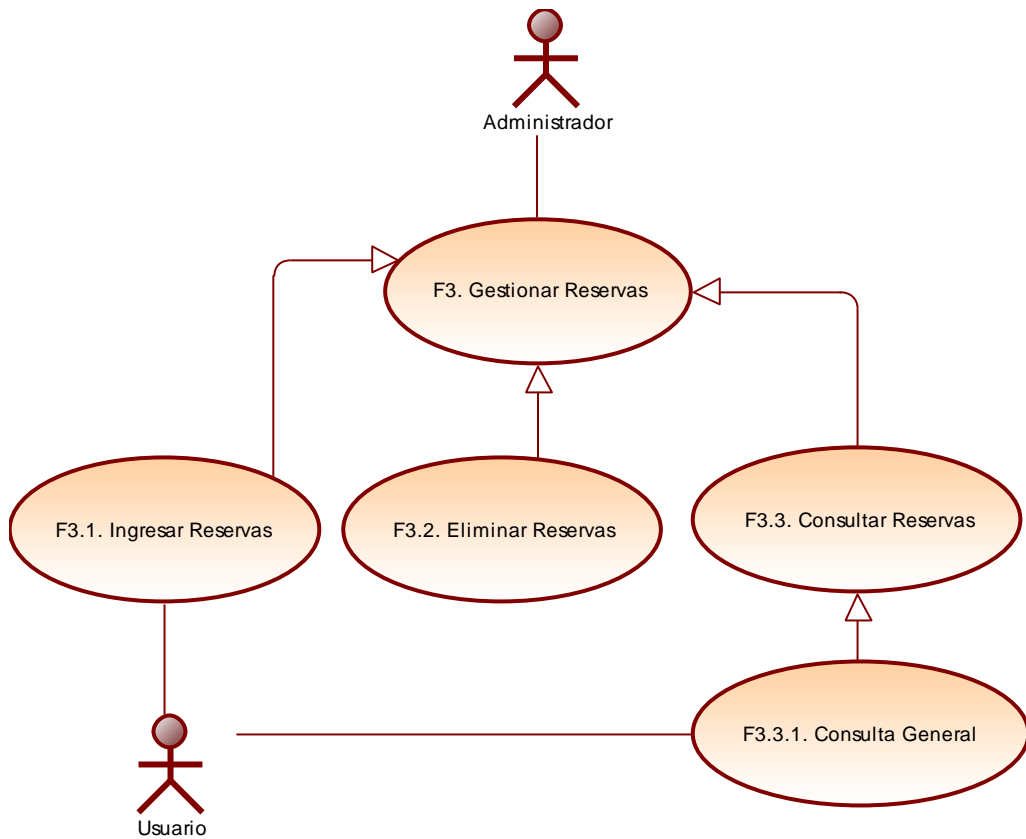 Administrador
F3. Gestionar Reservas
F3.1. Ingresar Reservas
F3.2. Eliminar Reservas
F3.3. Consultar Reservas
F3.3.1. Consulta General
Usuario